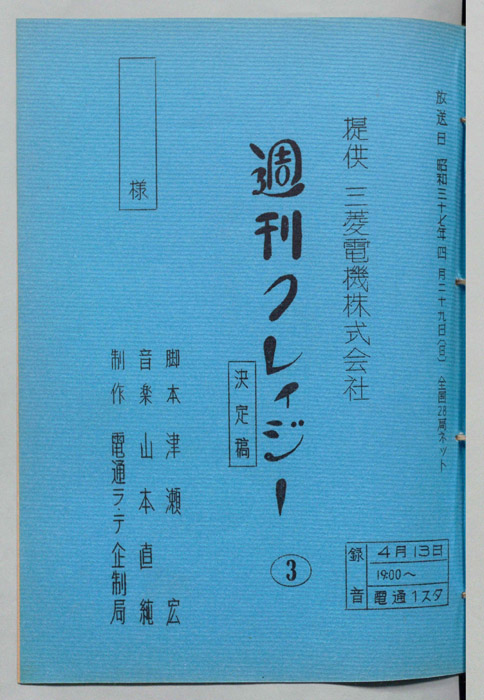 放送日 昭和三十七年四月二十九日(日) 全国28局ネット
提供 三菱電機株式会社
週刊クレイジー ③
決定稿
脚本 津瀬宏
音楽 山本直純
制作 電通ラ・テ企制局
様
録音
4月13日
19:00〜
電通1スタ